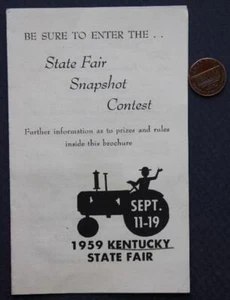 BE SURE TO ENTER THE . .
State Fair
Snapshot
Contest
Further information as to prizes and rules
inside this brochure
SEPT.
11-19
1959 KENTUCKY
STATE FAIR